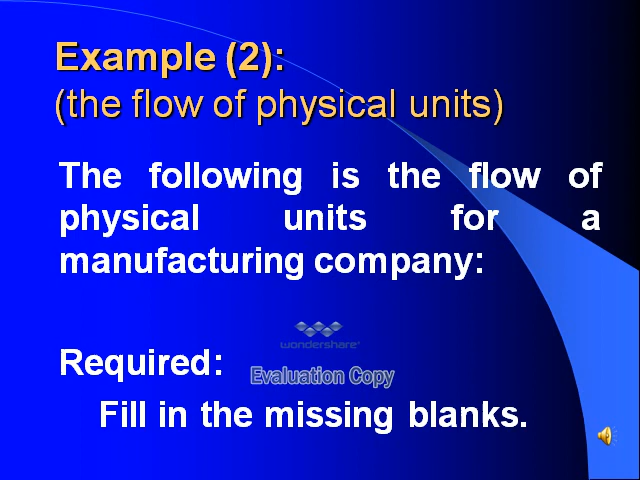 Example (2):
(the flow of physical units)
The following is the flow of
physical units for a
manufacturing company:
wondershare
Required:
Evaluation Copy
Fill in the missing blanks.